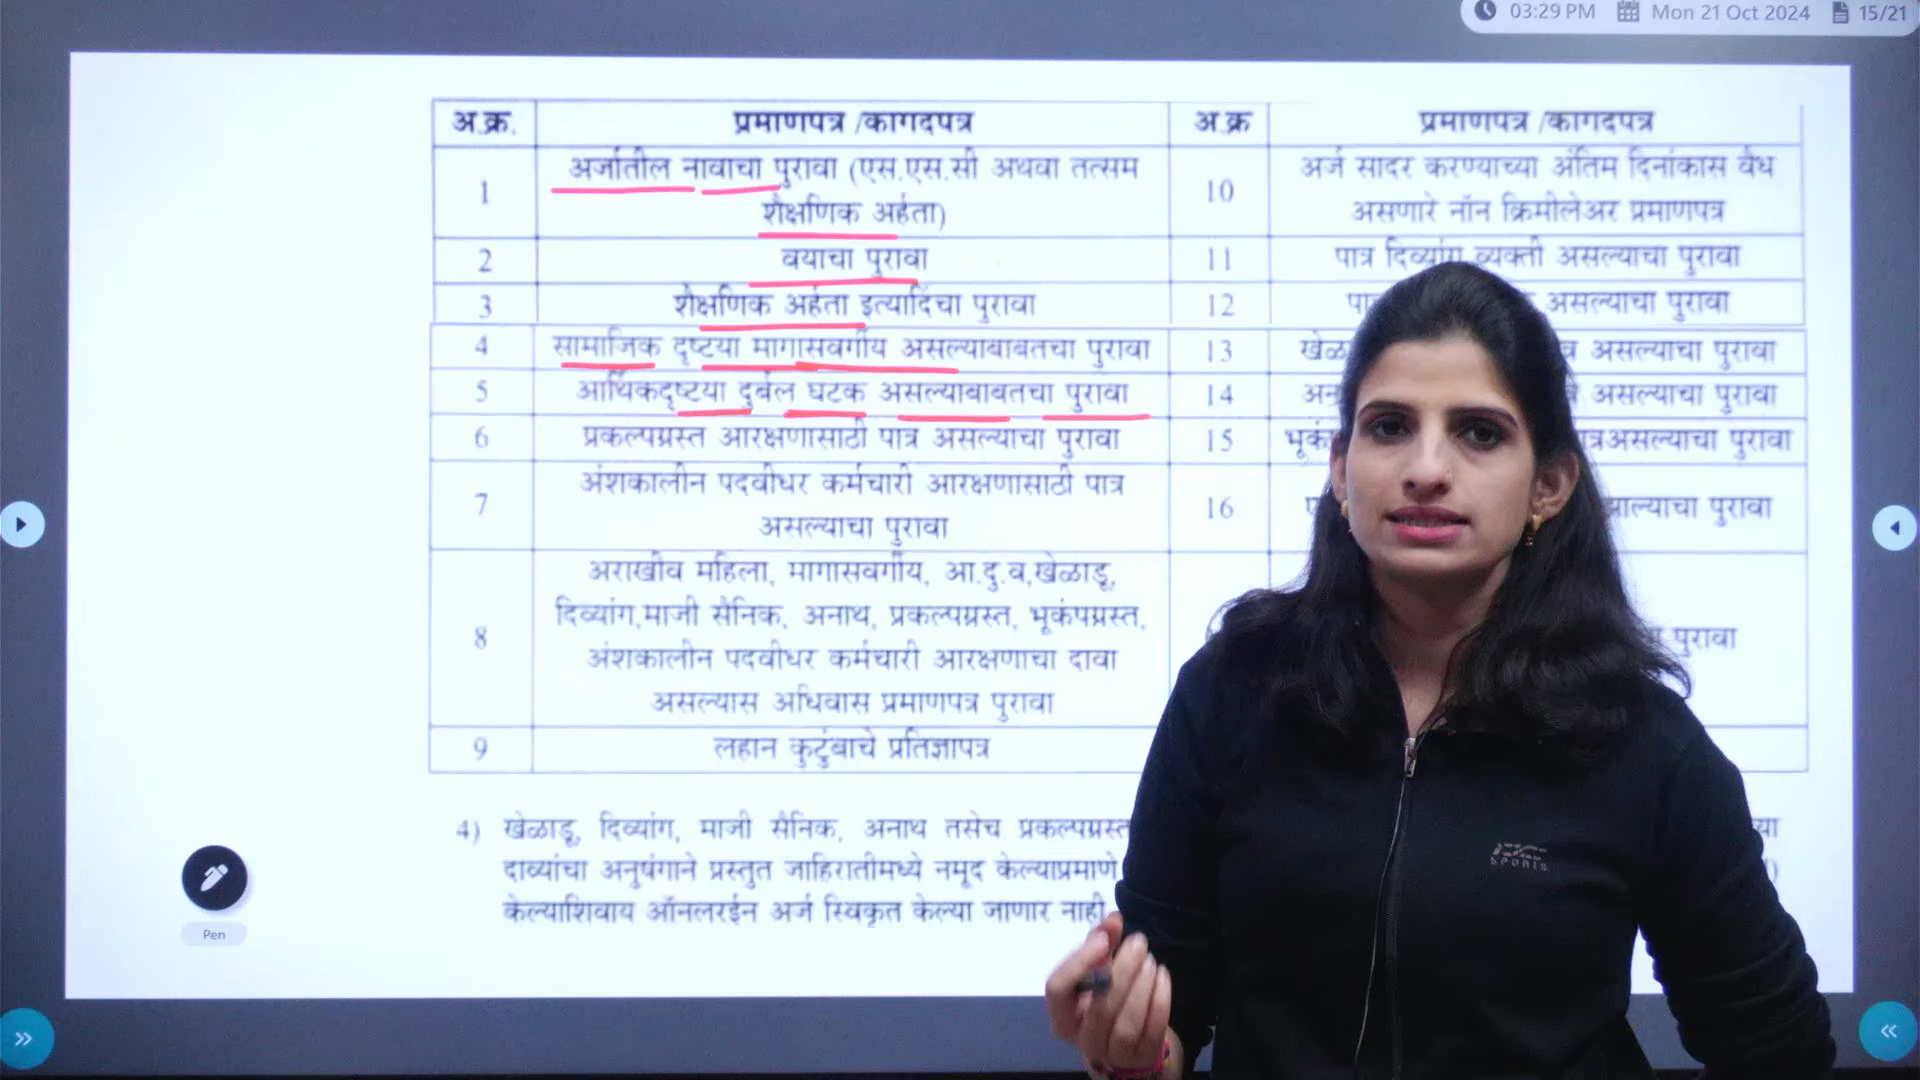 03:29 PM Mon 21 Oct 2024 15/21
अ.क्र. प्रमाणपत्र /कागदपत्र अ.क्र प्रमाणपत्र /कागदपत्र
1 अर्जातील नावाचा पुरावा (एस.एस.सी अथवा तत्सम
शैक्षणिक अर्हता)
10 अर्ज सादर करण्याच्या अंतिम दिनांकास वैध
असणारे नॉन क्रिमीलेअर प्रमाणपत्र
2 वयाचा पुरावा 11 पात्र दिव्यांग व्यक्ती असल्याचा पुरावा
3 शैक्षणिक अर्हता इत्यादिंचा पुरावा 12 असल्याचा पुरावा
4 सामाजिक दृष्टया मागासवर्गीय असल्याबाबतचा पुरावा 13 असल्याचा पुरावा
5 आर्थिकदृष्टया दुर्बल घटक असल्याबाबतचा पुरावा 14 असल्याचा पुरावा
6 प्रकल्पग्रस्त आरक्षणासाठी पात्र असल्याचा पुरावा 15 असल्याचा पुरावा
7 अंशकालीन पदवीधर कर्मचारी आरक्षणासाठी पात्र
असल्याचा पुरावा
16 पुरावा
8 अराखीव महिला, मागासवर्गीय, आ.दु.व,खेळाडू,
दिव्यांग,माजी सैनिक, अनाथ, प्रकल्पग्रस्त, भूकंपग्रस्त,
अंशकालीन पदवीधर कर्मचारी आरक्षणाचा दावा
असल्यास अधिवास प्रमाणपत्र पुरावा
पुरावा
9 लहान कुटुंबाचे प्रतिज्ञापत्र
4) खेळाडू, दिव्यांग, माजी सैनिक, अनाथ तसेच प्रकल्पग्रस्त
दाव्यांचा अनुषंगाने प्रस्तुत जाहिरातीमध्ये नमूद केल्याप्रमाणे
केल्याशिवाय ऑनलरईन अर्ज स्विकृत केल्या जाणार नाही
Pen
SPORTS